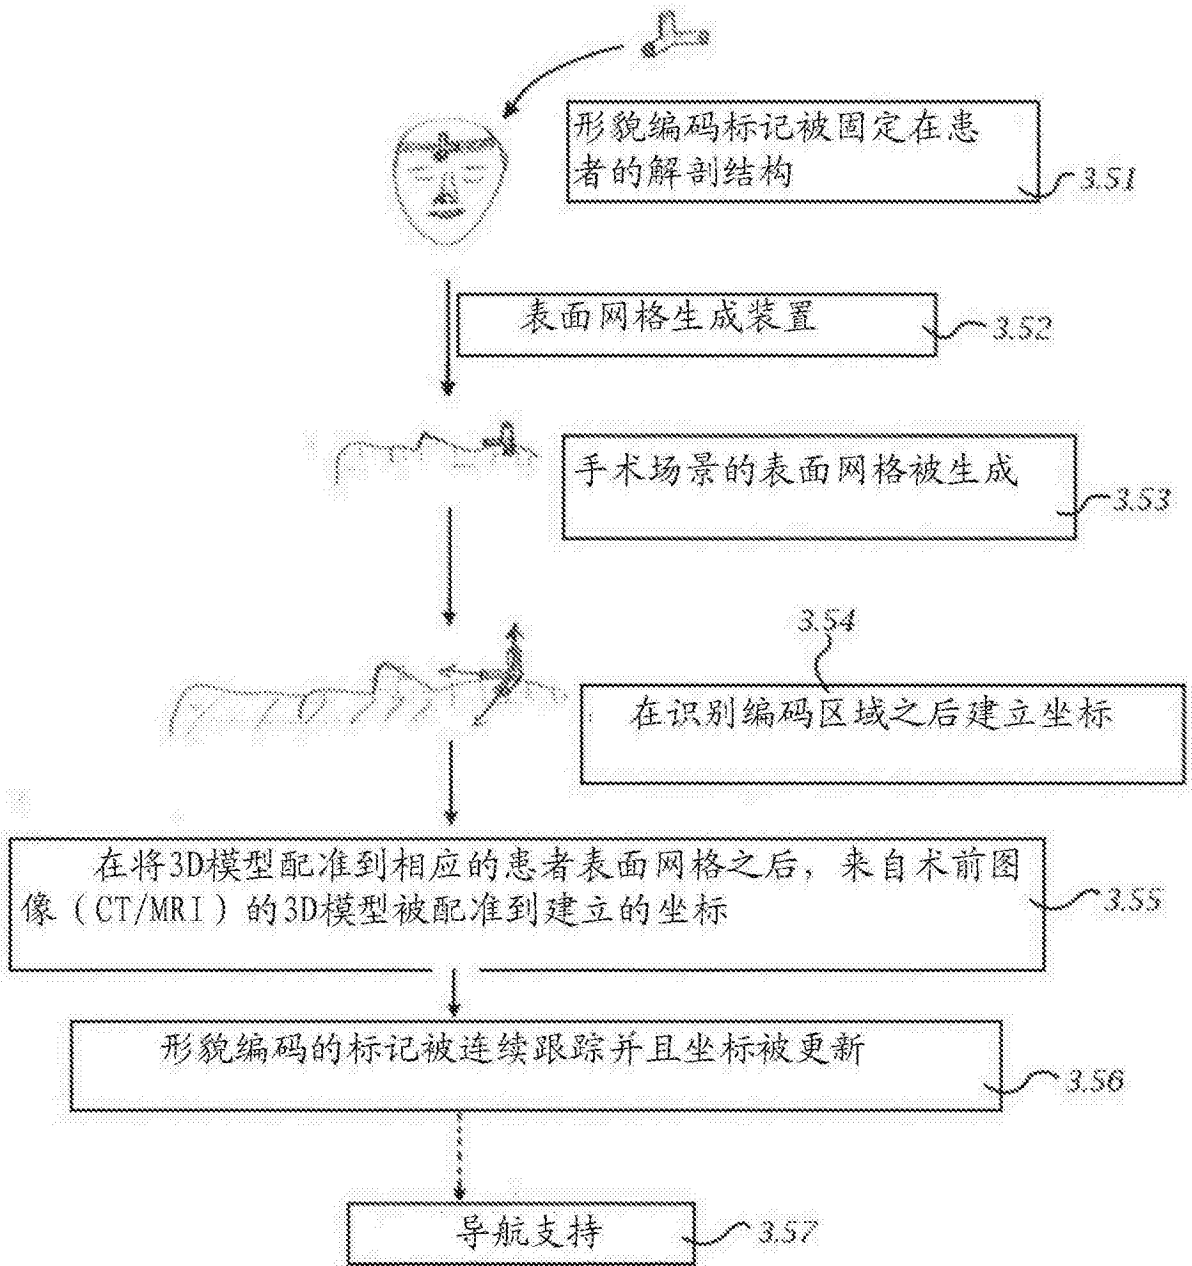 形貌编码标记被固定在患
者的解剖结构
3.51
表面网格生成装置
3.52
手术场景的表面网格被生成
3.53
3.54
在识别编码区域之后建立坐标
在将3D模型配准到相应的患者表面网格之后，来自术前图
像（CT/MRI）的3D模型被配准到建立的坐标
3.55
形貌编码的标记被连续跟踪并且坐标被更新
3.56
导航支持
3.57